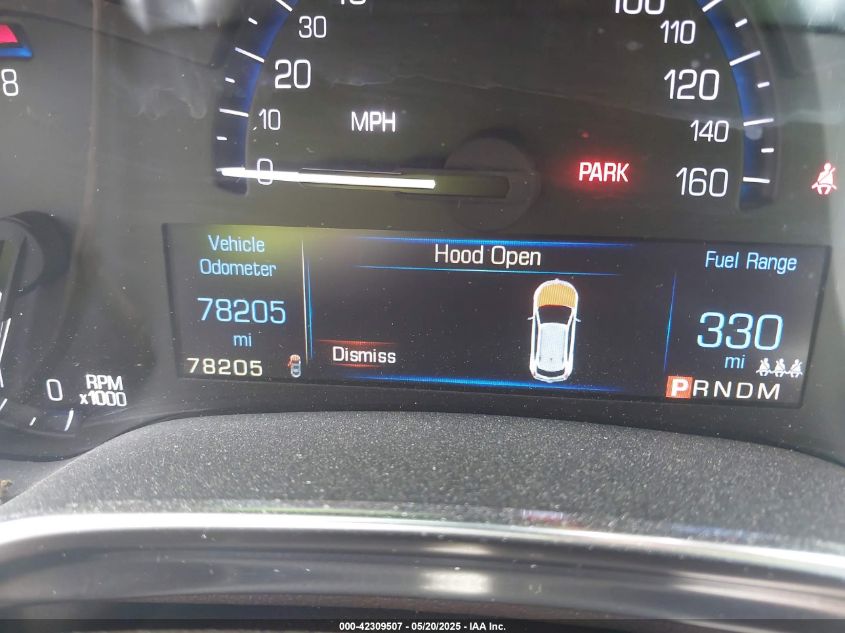 30
20
10
0
MPH
8
100
110
120
140
160
PARK
Vehicle
Odometer
78205
mi
78205
Hood Open
Dismiss
Fuel Range
330
mi
PRNDM
0
RPM
x1000
000-42309507 - 05/20/2025 - IAA Inc.